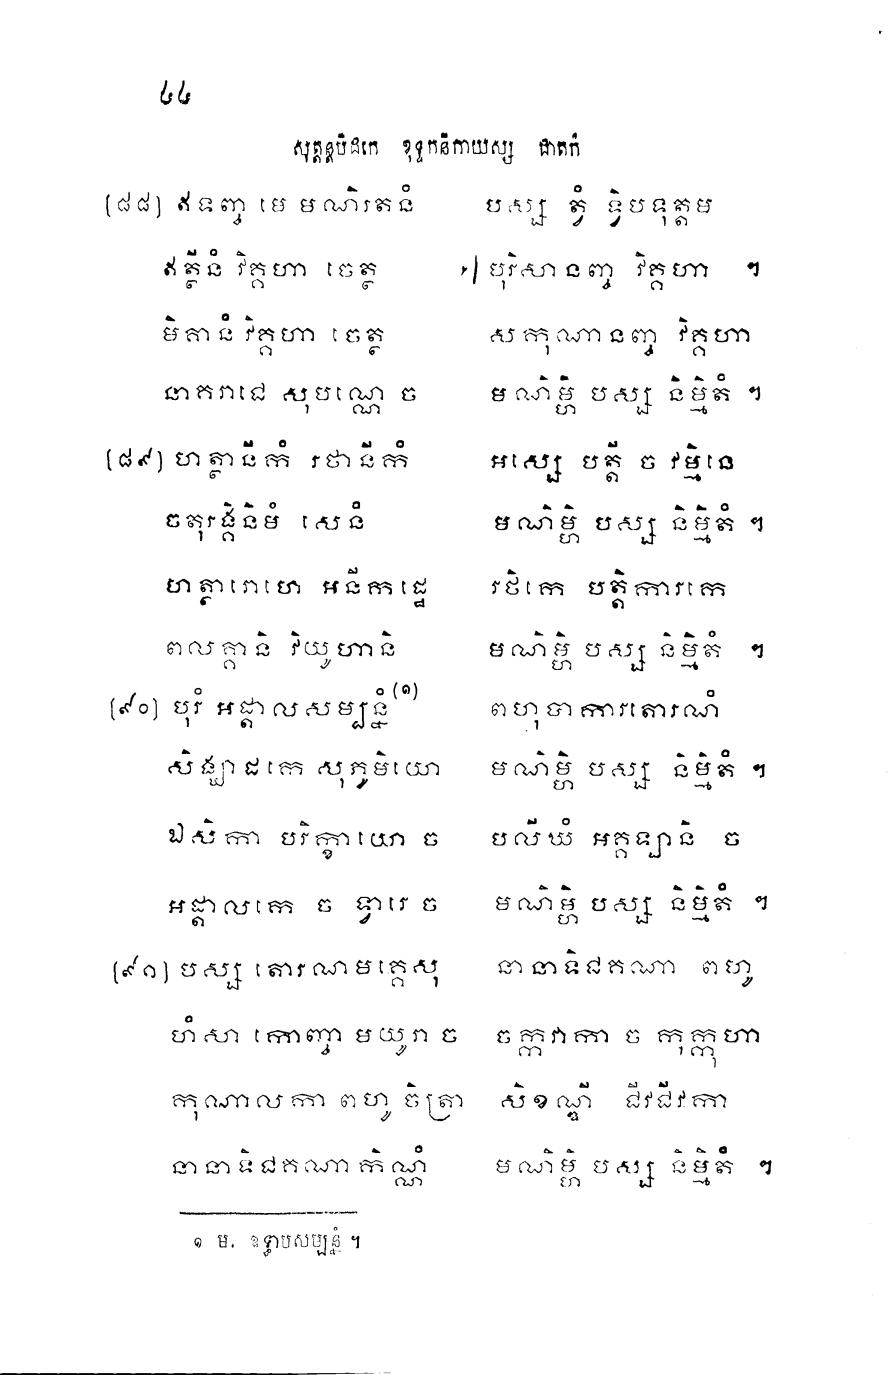 ៤៤
សុត្តន្តបិដកេ ខុទ្ទកនិកាយស្ស ជាតកំ
(៨៨) ឥទញ្ច មេ មណិរតនំ បស្ស ត្វំ ទ្វិបទុត្តម
ឥត្ថីនំ វិគ្គហា ចេត្ថ បុរិសានញ្ច វិគ្គហា ។
មិគានំ វិគ្គហា ចេត្ថ សកុណានញ្ច វិគ្គហា
នាគរាជេ សុបណ្ណេ ច មណិម្ហិ បស្ស និម្មិតំ ។
(៨៩) ហត្ថានីកំ រថានីកំ អស្សេ បត្តី ច វម្មិនេ
ចតុរង្គិនិមំ សេនំ មណិម្ហិ បស្ស និម្មិតំ ។
ហត្ថារោហេ អនីកដ្ឋេ រថិកេ បត្តិការកេ
ពលគ្គានិ វិយូហានិ មណិម្ហិ បស្ស និម្មិតំ ។
(៩០) បុរំ អដ្ដាលសម្បន្នំ(១) ពហុបាការតោរណំ
សិង្ឃាដកេ សុភូមិយោ មណិម្ហិ បស្ស និម្មិតំ ។
ឯសិកា បរិក្ខាយោ ច បលីឃំ អគ្គឡានិ ច
អដ្ដាលកេ ច ទ្វារេ ច មណិម្ហិ បស្ស និម្មិតំ ។
(៩១) បស្ស តោរណមគ្គេសុ នានាទិជគណា ពហូ
ហំសា កោញ្ចា មយូរា ច ចក្កវាកា ច កុក្កុហា
កុណាលកា ពហូ ចិត្រា សិខណ្ឌី ជីវជីវកា
នានាទិជគណាកិណ្ណំ មណិម្ហិ បស្ស និម្មិតំ ។
១ ម. ឧទ្ធាបសម្បន្នំ ។